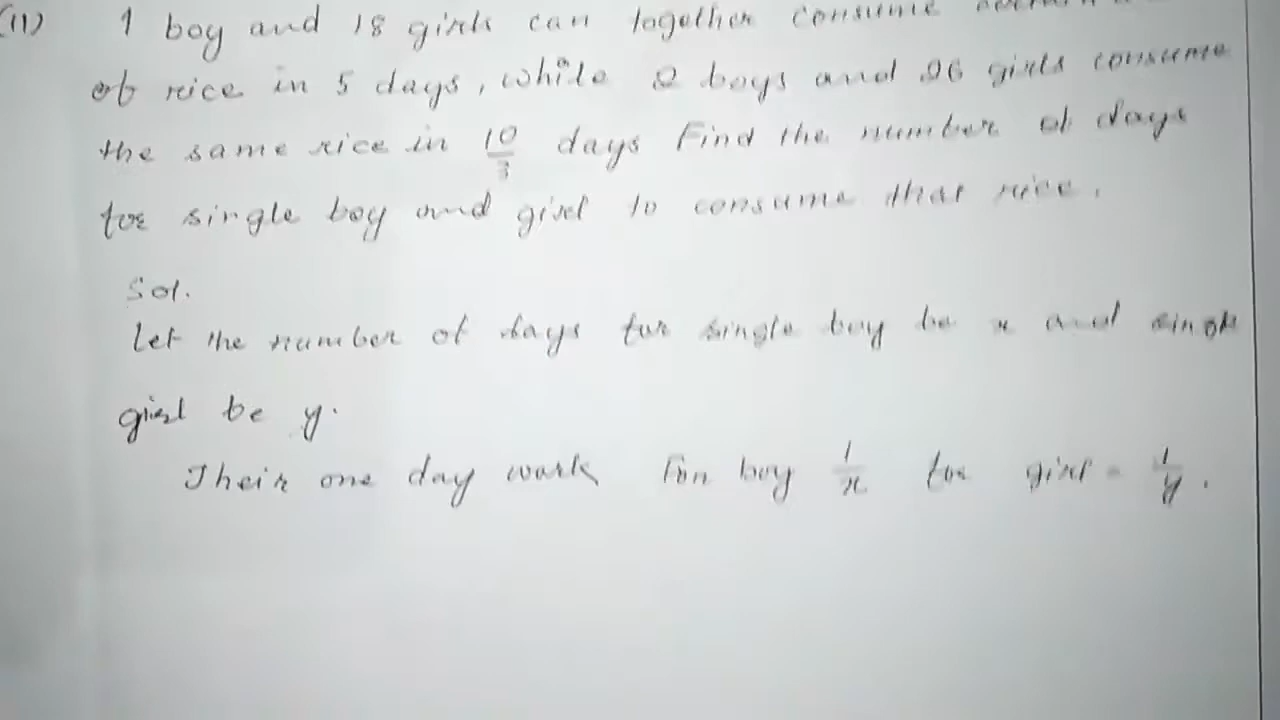 (11) 1 boy and 18 girls can together consume
of rice in 5 days, while 2 boys and 26 girls consume
the same rice in 10/3 days Find the number of days
for single boy and girl to consume that rice.
Sol.
Let the number of days for single boy be x and single
girl be y.
Their one day work For boy 1/x for girl = 1/y.